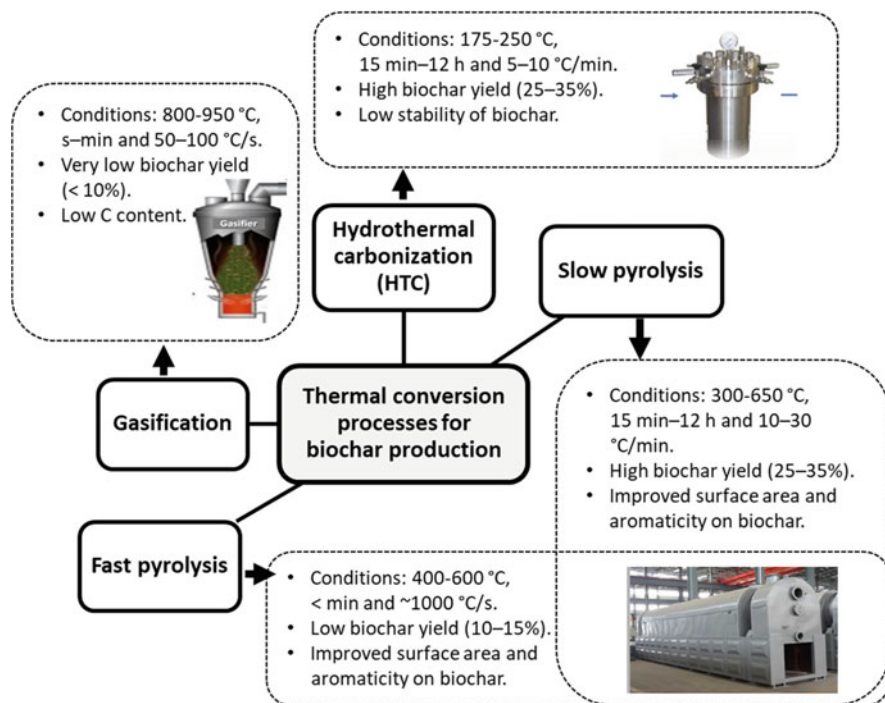 • Conditions: 175-250 °C,
15 min–12 h and 5–10 °C/min.
• High biochar yield (25–35%).
• Low stability of biochar.
• Conditions: 800-950 °C,
s–min and 50–100 °C/s.
• Very low biochar yield
(< 10%).
• Low C content.
Gasifier
Hydrothermal
carbonization
(HTC)
Slow pyrolysis
Gasification
Thermal conversion
processes for
biochar production
• Conditions: 300-650 °C,
15 min–12 h and 10–30
°C/min.
• High biochar yield (25–35%).
• Improved surface area and
aromaticity on biochar.
Fast pyrolysis
• Conditions: 400-600 °C,
< min and ~1000 °C/s.
• Low biochar yield (10–15%).
• Improved surface area and
aromaticity on biochar.